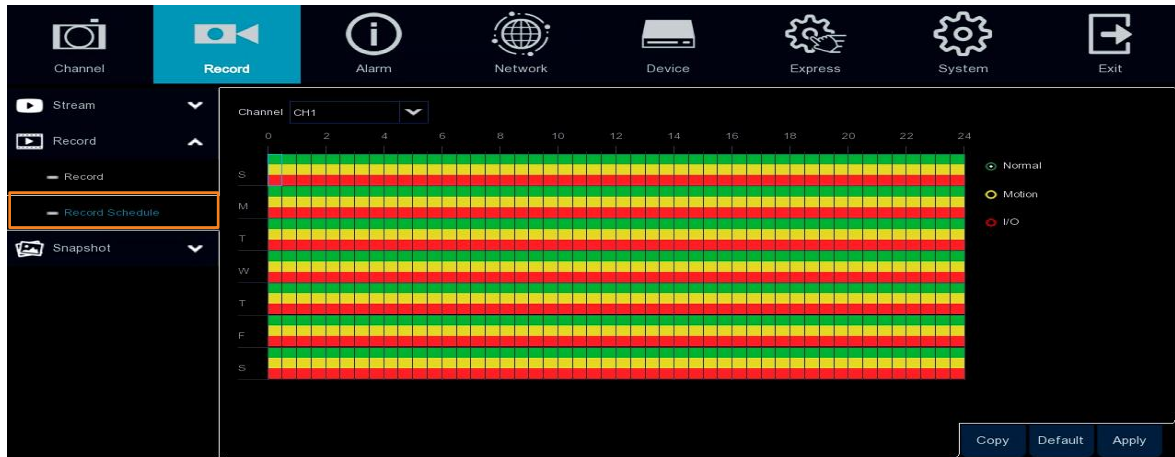 Channel Record Alarm Network Device Express System Exit
Stream
Record
Record
Record Schedule
Snapshot
Channel CH1
0 2 4 6 8 10 12 14 16 18 20 22 24
S
M
T
W
T
F
S
Normal
Motion
I/O
Copy Default Apply